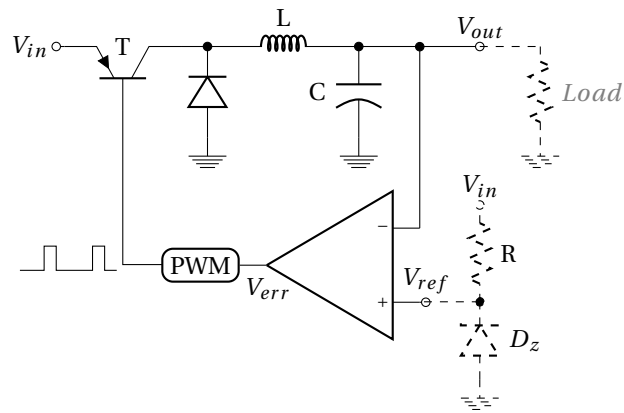 V_in
T
L
V_out
C
Load
V_in
R
PWM
V_err
−
+
V_ref
D_z